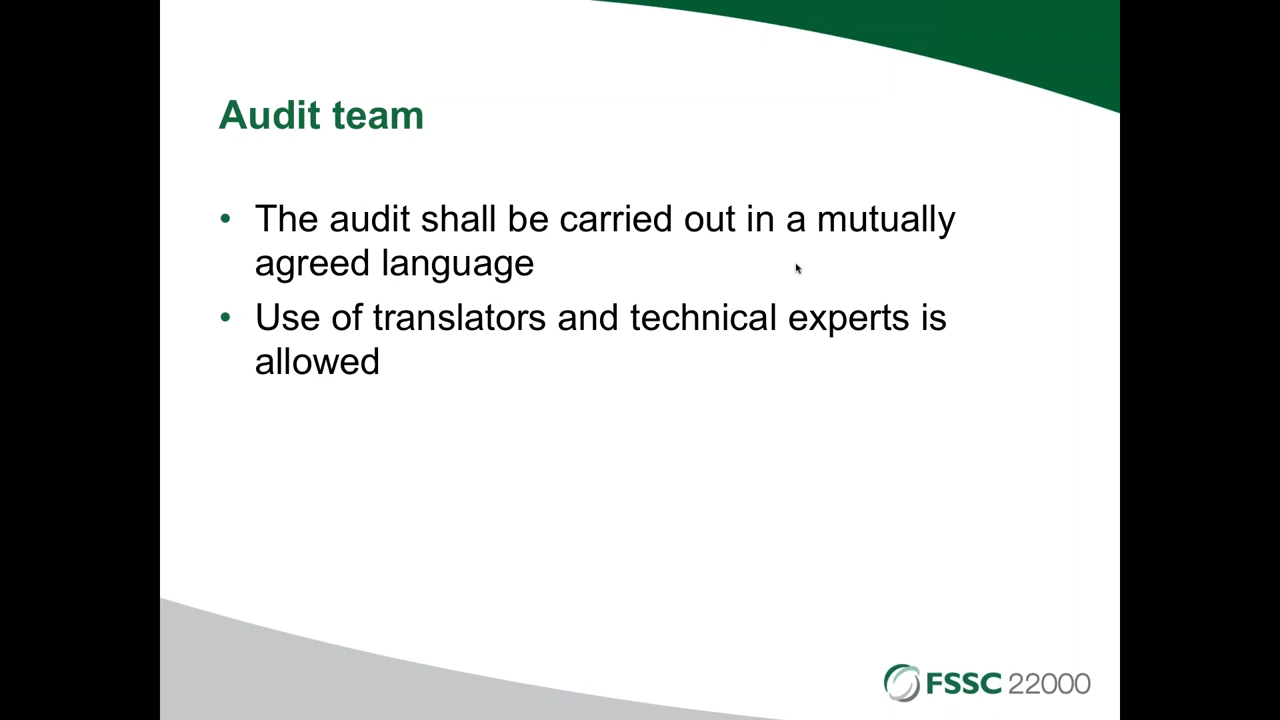 Audit team
• The audit shall be carried out in a mutually
agreed language
• Use of translators and technical experts is
allowed
FSSC 22000